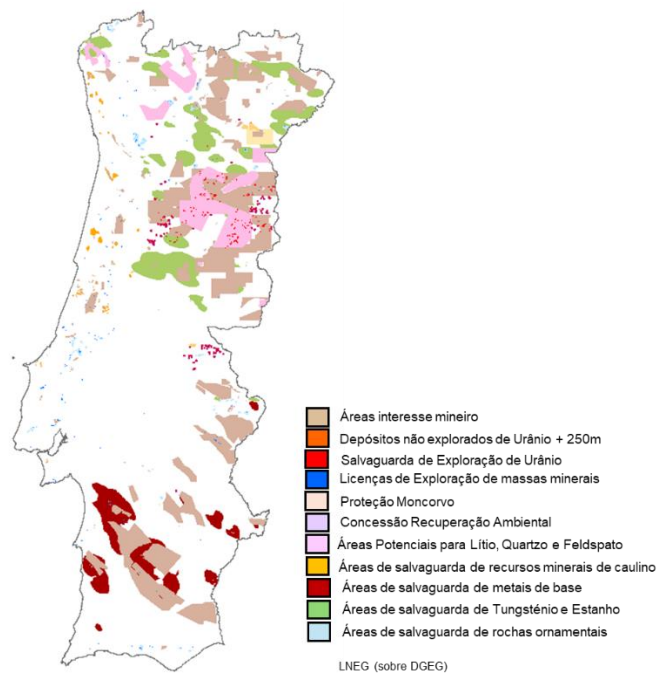 Áreas interesse mineiro
Depósitos não explorados de Urânio + 250m
Salvaguarda de Exploração de Urânio
Licenças de Exploração de massas minerais
Proteção Moncorvo
Concessão Recuperação Ambiental
Áreas Potenciais para Lítio, Quartzo e Feldspato
Áreas de salvaguarda de recursos minerais de caulino
Áreas de salvaguarda de metais de base
Áreas de salvaguarda de Tungsténio e Estanho
Áreas de salvaguarda de rochas ornamentais
LNEG (sobre DGEG)